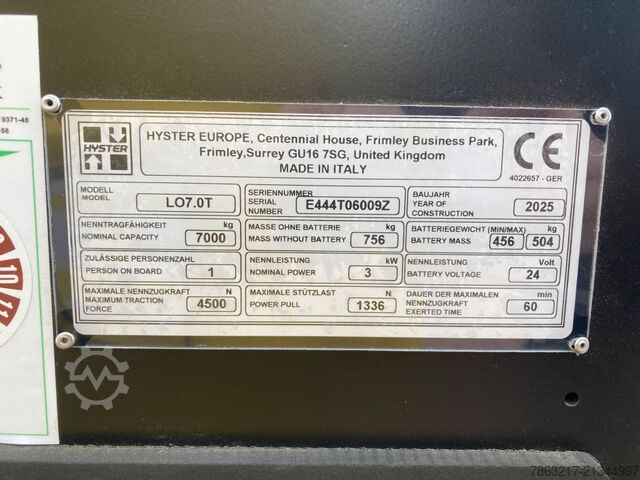 9371-48
-58
10
11
HYSTER
HYSTER EUROPE, Centennial House, Frimley Business Park,
Frimley,Surrey GU16 7SG, United Kingdom
MADE IN ITALY
CE
4022657 - GER
MODELL
MODEL
LO7.0T
SERIENNUMMER
SERIAL
NUMBER
E444T06009Z
BAUJAHR
YEAR OF
CONSTRUCTION
2025
NENNTRAGFÄHIGKEIT kg
NOMINAL CAPACITY
7000
MASSE OHNE BATTERIE kg
MASS WITHOUT BATTERY
756
BATTERIEGEWICHT (MIN/MAX) kg
BATTERY MASS
456 504
ZULÄSSIGE PERSONENZAHL
PERSON ON BOARD
1
NENNLEISTUNG kW
NOMINAL POWER
3
NENNLEISTUNG Volt
BATTERY VOLTAGE
24
MAXIMALE NENNZUGKRAFT N
MAXIMUM TRACTION
FORCE
4500
MAXIMALE STÜTZLAST N
POWER PULL
1336
DAUER DER MAXIMALEN min
NENNZUGKRAFT
EXERTED TIME
60
7863217-21344997